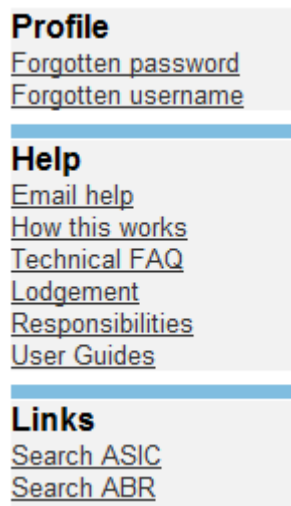 Profile
Forgotten password
Forgotten username
Help
Email help
How this works
Technical FAQ
Lodgement
Responsibilities
User Guides
Links
Search ASIC
Search ABR